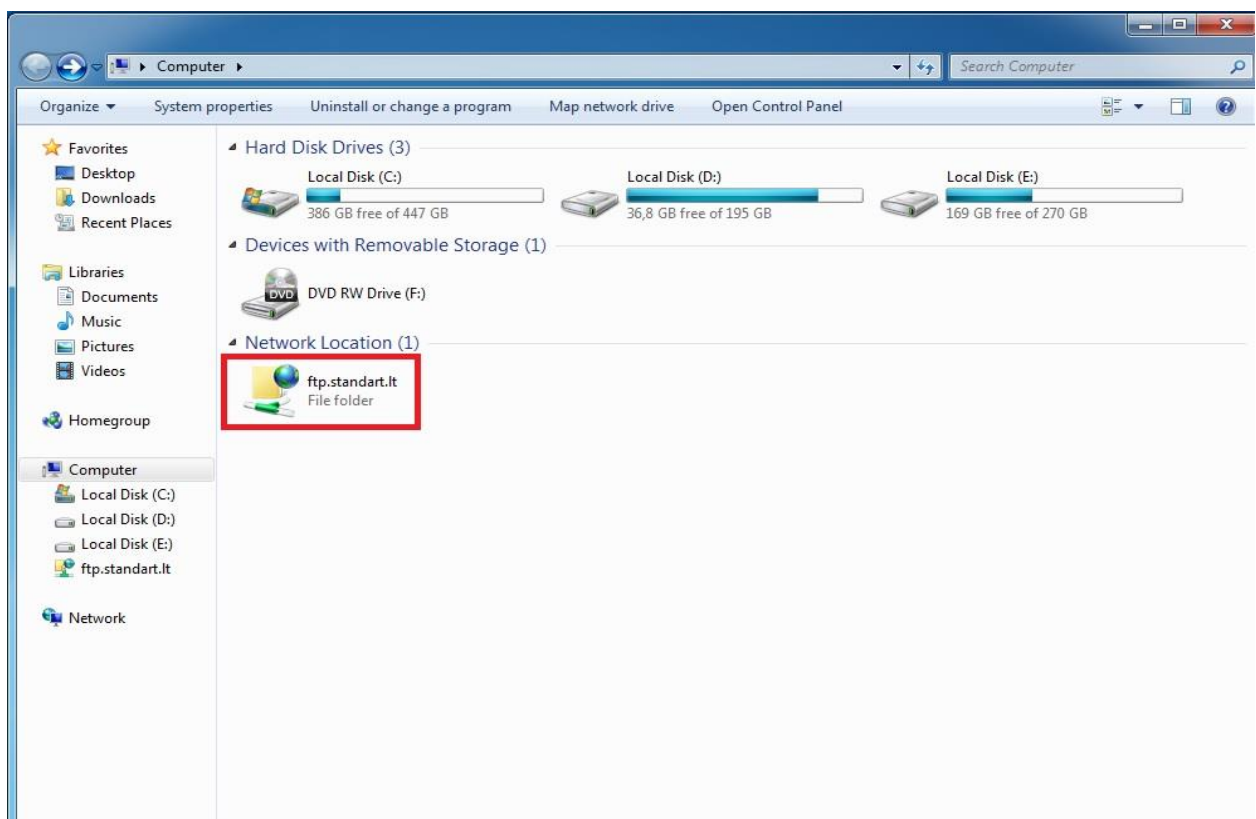 Computer
Search Computer
Organize System properties Uninstall or change a program Map network drive Open Control Panel
Favorites
Desktop
Downloads
Recent Places
Libraries
Documents
Music
Pictures
Videos
Homegroup
Computer
Local Disk (C:)
Local Disk (D:)
Local Disk (E:)
ftp.standart.lt
Network
Hard Disk Drives (3)
Local Disk (C:)
386 GB free of 447 GB
Local Disk (D:)
36,8 GB free of 195 GB
Local Disk (E:)
169 GB free of 270 GB
Devices with Removable Storage (1)
DVD
DVD RW Drive (F:)
Network Location (1)
ftp.standart.lt
File folder